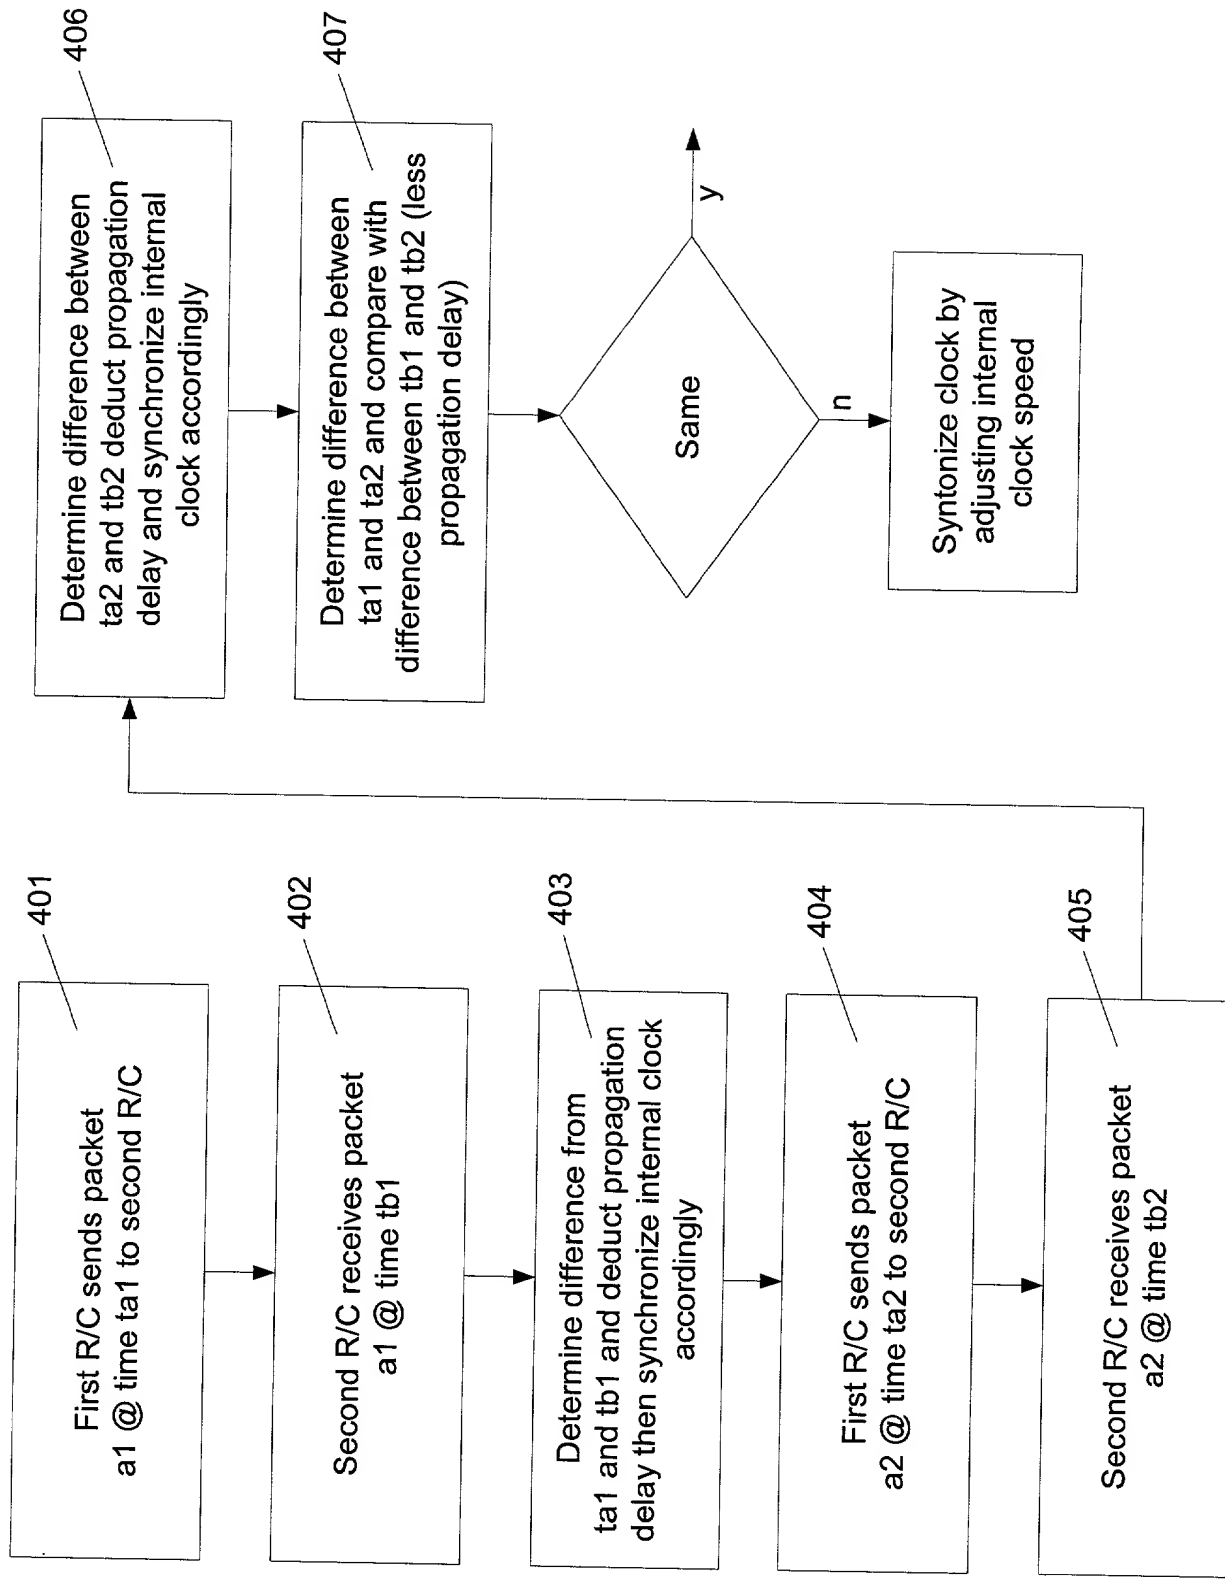 401
First R/C sends packet
a1 @ time ta1 to second R/C
402
Second R/C receives packet
a1 @ time tb1
403
Determine difference from
ta1 and tb1 and deduct propagation
delay then synchronize internal clock
accordingly
404
First R/C sends packet
a2 @ time ta2 to second R/C
405
Second R/C receives packet
a2 @ time tb2
406
Determine difference between
ta2 and tb2 deduct propagation
delay and synchronize internal
clock accordingly
407
Determine difference between
ta1 and ta2 and compare with
difference between tb1 and tb2 (less
propagation delay)
Same
y
n
Syntonize clock by
adjusting internal
clock speed